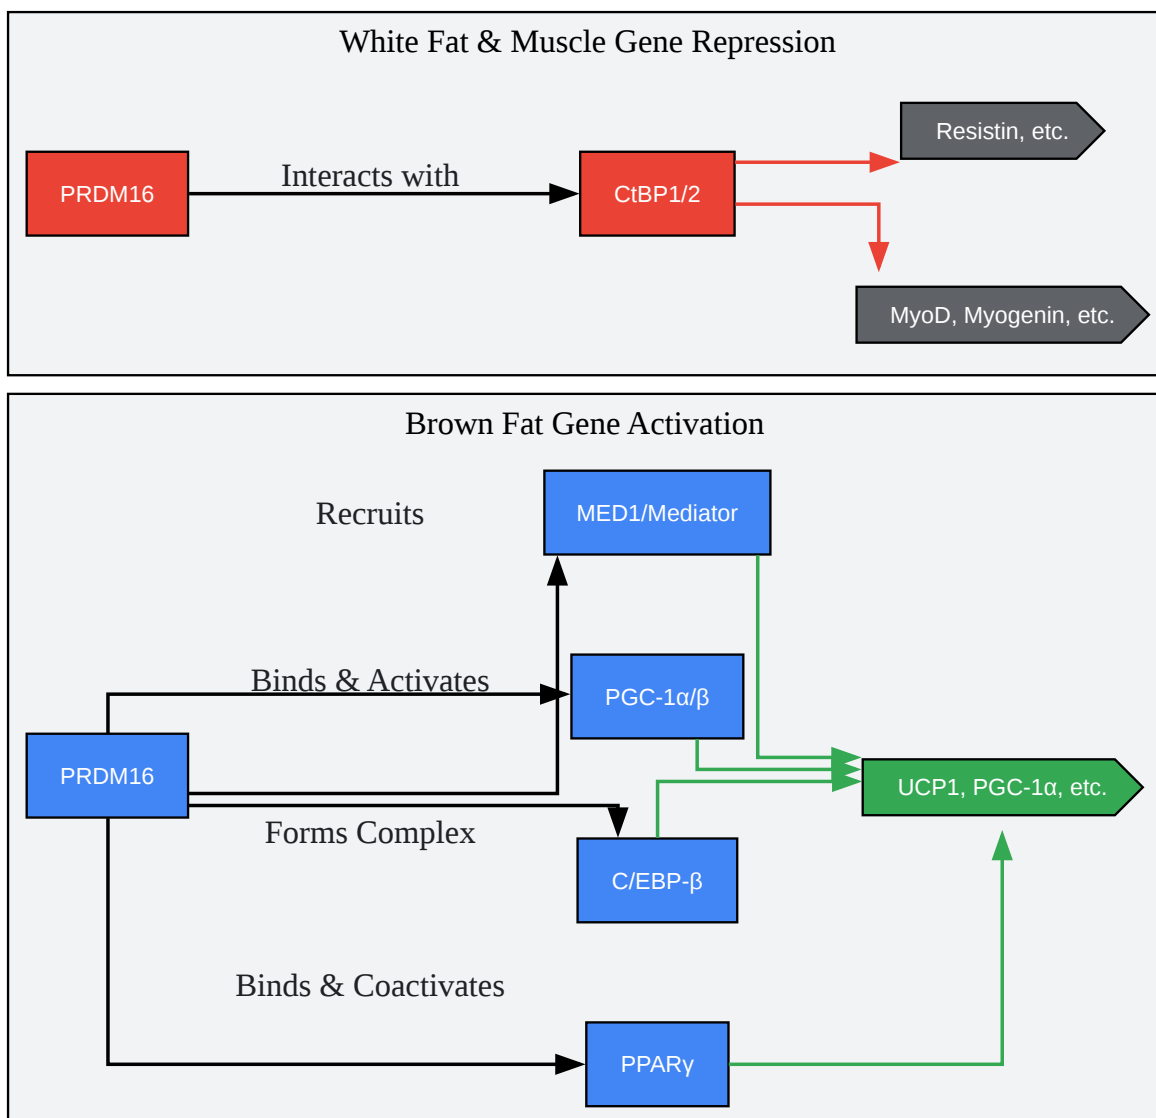 White Fat & Muscle Gene Repression
Resistin, etc.
PRDM16
Interacts with
CtBP1/2
MyoD, Myogenin, etc.
Brown Fat Gene Activation
Recruits
MED1/Mediator
Binds & Activates
PGC-1α/β
PRDM16
UCP1, PGC-1α, etc.
Forms Complex
C/EBP-β
Binds & Coactivates
PPARγ